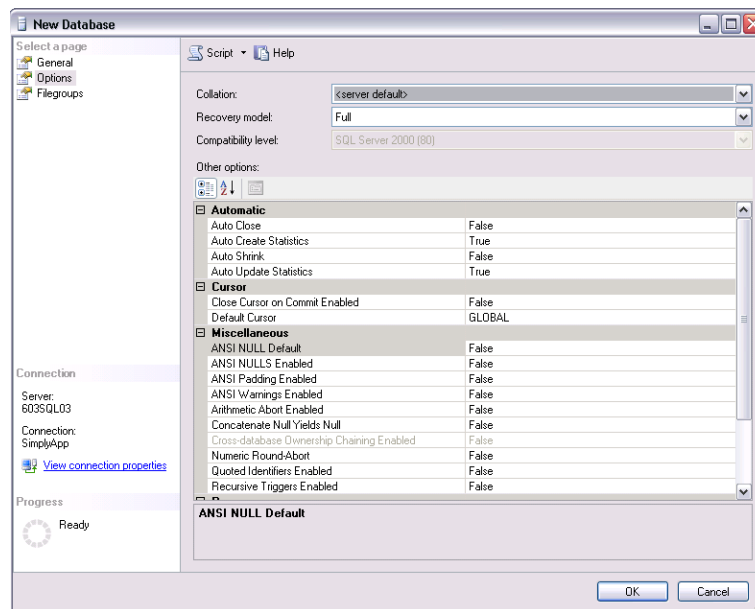 New Database
Select a page
General
Options
Filegroups
Script
Help
Collation:
<server default>
Recovery model:
Full
Compatibility level:
SQL Server 2000 (80)
Other options:
Automatic
Auto Close False
Auto Create Statistics True
Auto Shrink False
Auto Update Statistics True
Cursor
Close Cursor on Commit Enabled False
Default Cursor GLOBAL
Miscellaneous
ANSI NULL Default False
ANSI NULLS Enabled False
ANSI Padding Enabled False
ANSI Warnings Enabled False
Arithmetic Abort Enabled False
Concatenate Null Yields Null False
Cross-database Ownership Chaining Enabled False
Numeric Round-Abort False
Quoted Identifiers Enabled False
Recursive Triggers Enabled False
ANSI NULL Default
Connection
Server:
603SQL03
Connection:
SimplyApp
View connection properties
Progress
Ready
OK
Cancel